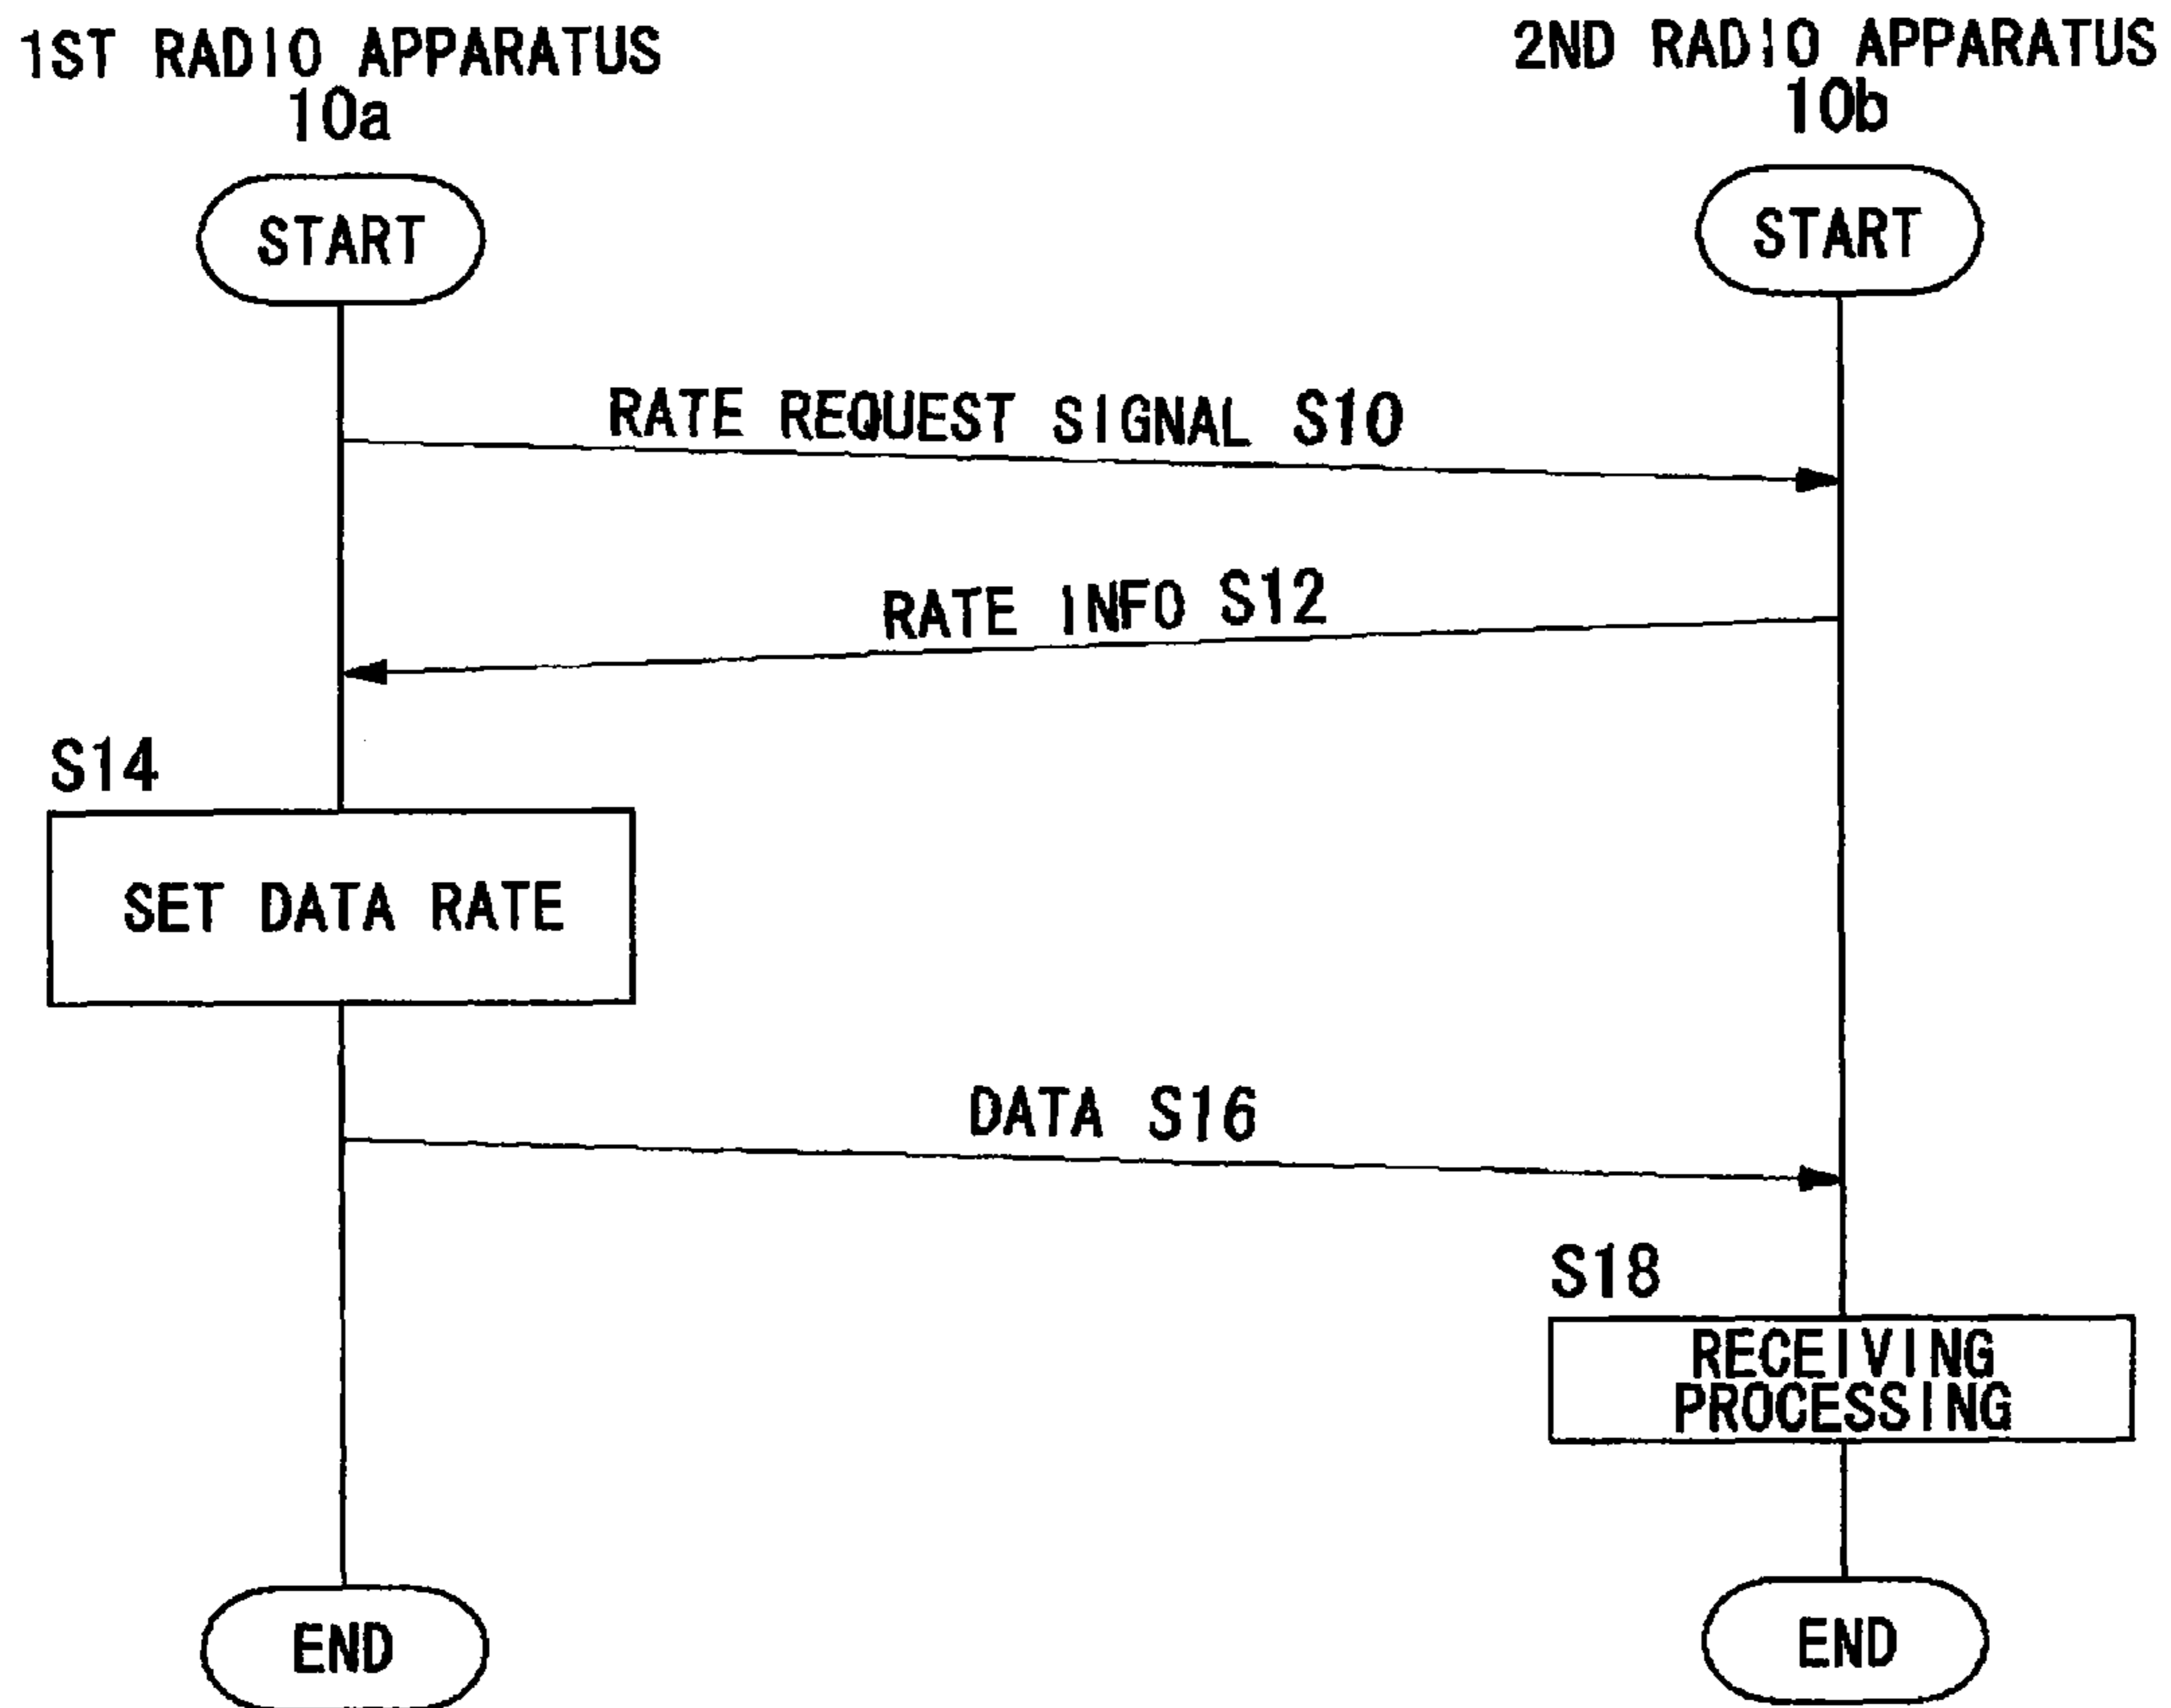 1ST RADIO APPARATUS
10a
2ND RADIO APPARATUS
10b
START
START
RATE REQUEST SIGNAL S10
RATE INFO S12
S14
SET DATA RATE
DATA S16
S18
RECEIVING
PROCESSING
END
END